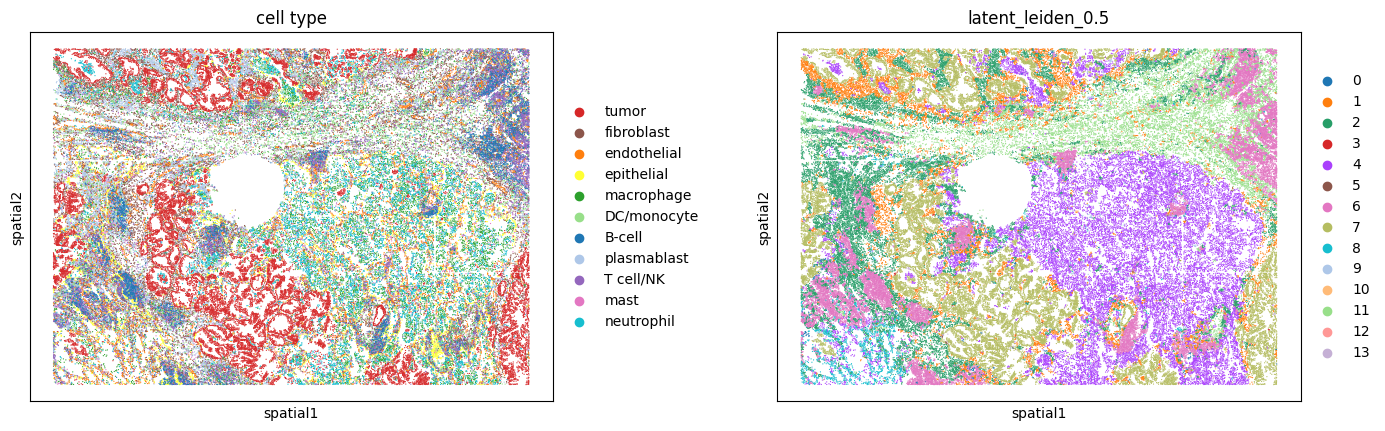 cell type
spatial2
spatial1
tumor
fibroblast
endothelial
epithelial
macrophage
DC/monocyte
B-cell
plasmablast
T cell/NK
mast
neutrophil
latent_leiden_0.5
spatial2
spatial1
0
1
2
3
4
5
6
7
8
9
10
11
12
13